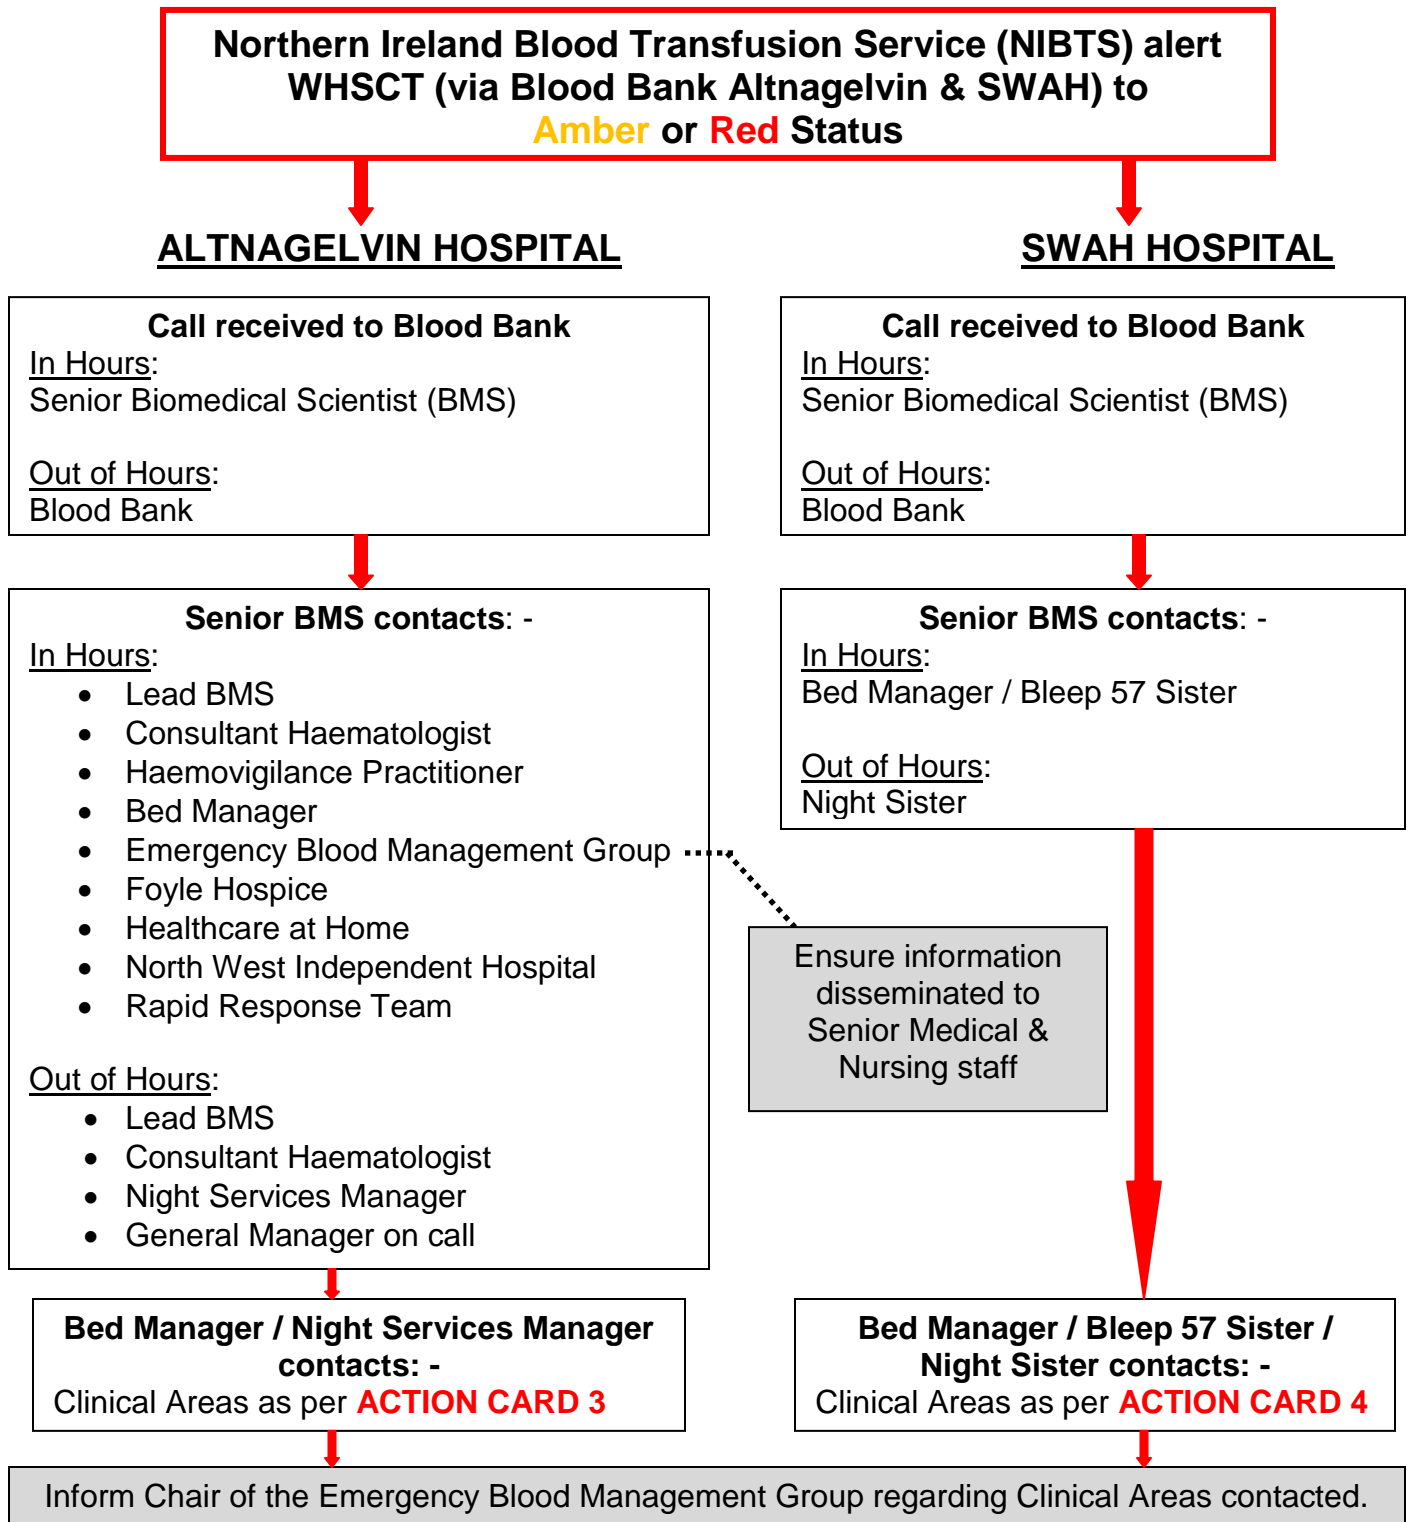 Northern Ireland Blood Transfusion Service (NIBTS) alert
WHSCT (via Blood Bank Altnagelvin & SWAH) to
Amber or Red Status
ALTNAGELVIN HOSPITAL
Call received to Blood Bank
In Hours:
Senior Biomedical Scientist (BMS)
Out of Hours:
Blood Bank
Senior BMS contacts: -
In Hours:
• Lead BMS
• Consultant Haematologist
• Haemovigilance Practitioner
• Bed Manager
• Emergency Blood Management Group
• Foyle Hospice
• Healthcare at Home
• North West Independent Hospital
• Rapid Response Team
Out of Hours:
• Lead BMS
• Consultant Haematologist
• Night Services Manager
• General Manager on call
Ensure information
disseminated to
Senior Medical &
Nursing staff
Bed Manager / Night Services Manager
contacts: -
Clinical Areas as per ACTION CARD 3
SWAH HOSPITAL
Call received to Blood Bank
In Hours:
Senior Biomedical Scientist (BMS)
Out of Hours:
Blood Bank
Senior BMS contacts: -
In Hours:
Bed Manager / Bleep 57 Sister
Out of Hours:
Night Sister
Bed Manager / Bleep 57 Sister /
Night Sister contacts: -
Clinical Areas as per ACTION CARD 4
Inform Chair of the Emergency Blood Management Group regarding Clinical Areas contacted.